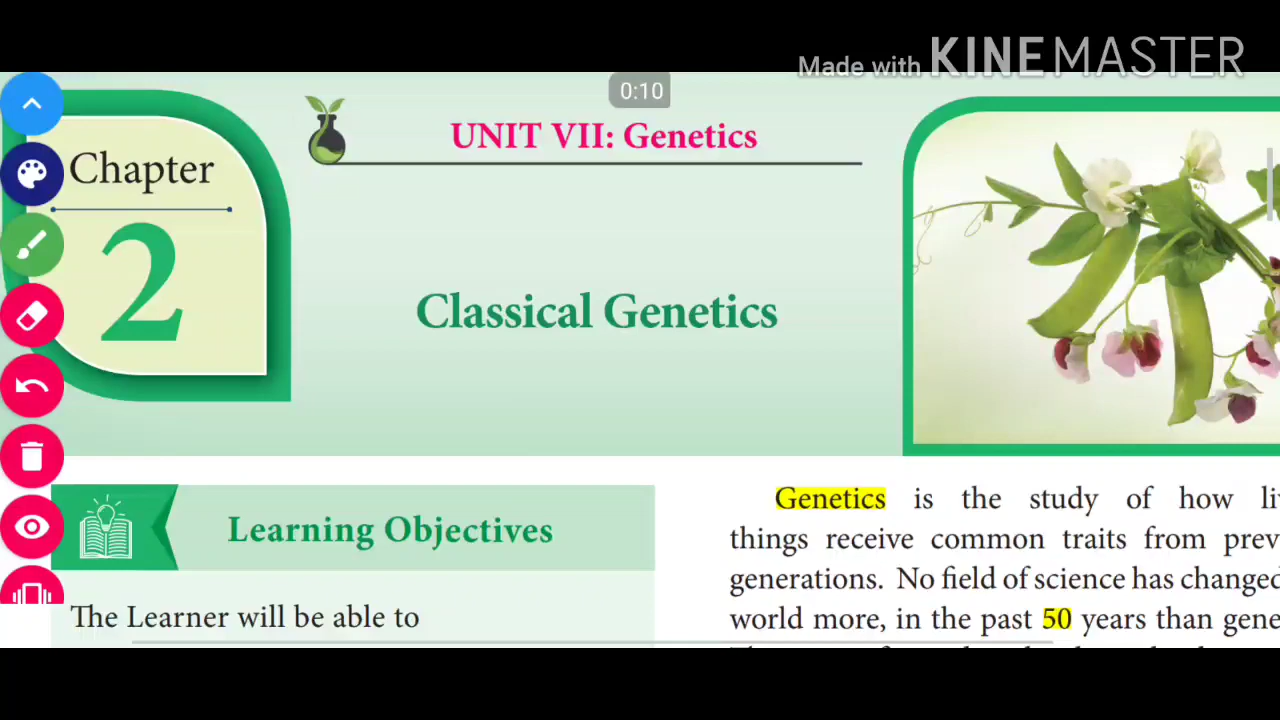 Made with KINEMASTER
0:10
UNIT VII: Genetics
Chapter
2
Classical Genetics
Learning Objectives
The Learner will be able to
Genetics is the study of how
things receive common traits from
generations. No field of science has changed
world more, in the past 50 years than